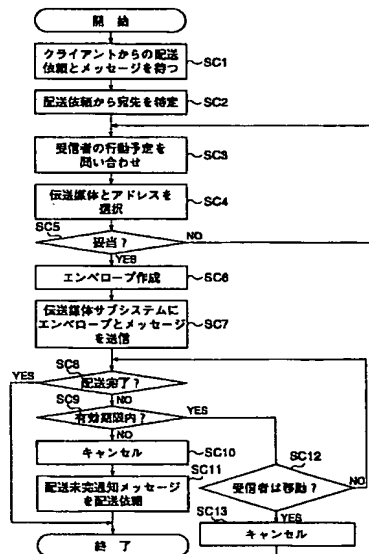 開始
クライアントからの配送
依頼とメッセージを待つ
SC1
配送依頼から宛先を特定
SC2
受信者の行動予定を
問い合わせ
SC3
伝送媒体とアドレスを
選択
SC4
SC5
妥当?
NO
YES
エンベロープ作成
SC6
伝送媒体サブシステムに
エンベロープとメッセージ
を送信
SC7
SC8
YES
配送完了?
NO
SC9
有効期限内?
YES
NO
キャンセル
SC10
SC11
配送未完通知メッセージ
を配送依頼
SC12
受信者は移動?
NO
YES
SC13
キャンセル
終了